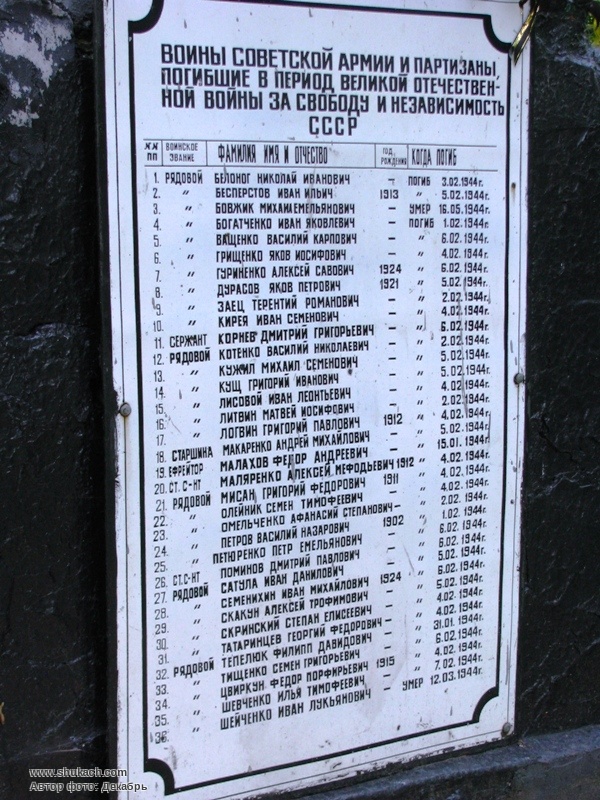 ВОИНЫ СОВЕТСКОЙ АРМИИ И ПАРТИЗАНЫ,
ПОГИБШИЕ В ПЕРИОД ВЕЛИКОЙ ОТЕЧЕСТВЕН-
НОЙ ВОЙНЫ ЗА СВОБОДУ И НЕЗАВИСИМОСТЬ
СССР
NN ПП ВОИНСКОЕ ЗВАНИЕ ФАМИЛИЯ ИМЯ И ОТЧЕСТВО ГОД РОЖДЕНИЯ КОГДА ПОГИБ
1. РЯДОВОЙ БЕЛОНОГ НИКОЛАЙ ИВАНОВИЧ – ПОГИБ 3.02.1944г.
2. " БЕСПЕРСТОВ ИВАН ИЛЬИЧ 1913 " 5.02.1944г.
3. " БОВЖИК МИХАИЛ ЕМЕЛЬЯНОВИЧ – УМЕР 16.05.1944г.
4. " БОГАТЧЕНКО ИВАН ЯКОВЛЕВИЧ – ПОГИБ 1.02.1944г.
5. " ВАЩЕНКО ВАСИЛИЙ КАРПОВИЧ – " 6.02.1944г.
6. " ГРИЩЕНКО ЯКОВ ИОСИФОВИЧ – " 4.02.1944г.
7. " ГУРИНЕНКО АЛЕКСЕЙ САВОВИЧ 1924 " 6.02.1944г.
8. " ДУРАСОВ ЯКОВ ПЕТРОВИЧ 1921 " 5.02.1944г.
9. " ЗАЕЦ ТЕРЕНТИЙ РОМАНОВИЧ – " 2.02.1944г.
10. " КИРЕЯ ИВАН СЕМЕНОВИЧ – " 4.02.1944г.
11. СЕРЖАНТ КОРНЕВ ДМИТРИЙ ГРИГОРЬЕВИЧ – " 6.02.1944г.
12. РЯДОВОЙ КОТЕНКО ВАСИЛИЙ НИКОЛАЕВИЧ – " 2.02.1944г.
13. " КУЖИЛ МИХАИЛ СЕМЕНОВИЧ – " 5.02.1944г.
14. " КУЩ ГРИГОРИЙ ИВАНОВИЧ – " 5.02.1944г.
15. " ЛИСОВОЙ ИВАН ЛЕОНТЬЕВИЧ – " 4.02.1944г.
16. " ЛИТВИН МАТВЕЙ ИОСИФОВИЧ – " 2.02.1944г.
17. " ЛОГВИН ГРИГОРИЙ ПАВЛОВИЧ 1912 " 4.02.1944г.
18. СТАРШИНА МАКАРЕНКО АНДРЕЙ МИХАЙЛОВИЧ – " 5.02.1944г.
19. ЕФРЕЙТОР МАЛАХОВ ФЕДОР АНДРЕЕВИЧ – " 15.01.1944г.
20. СТ. С-НТ МАЛЯРЕНКО АЛЕКСЕЙ МЕФОДЬЕВИЧ 1912 " 4.02.1944г.
21. РЯДОВОЙ МИСАН ГРИГОРИЙ ФЕДОРОВИЧ 1911 " 4.02.1944г.
22. " ОЛЕЙНИК СЕМЕН ТИМОФЕЕВИЧ – " 4.02.1944г.
23. " ОМЕЛЬЧЕНКО АФАНАСИЙ СТЕПАНОВИЧ – " 2.02.1944г.
24. " ПЕТРОВ ВАСИЛИЙ НАЗАРОВИЧ 1902 " 1.02.1944г.
25. " ПЕТЮРЕНКО ПЕТР ЕМЕЛЬЯНОВИЧ – " 6.02.1944г.
26. СТ.С-НТ ПОМИНОВ ДМИТРИЙ ПАВЛОВИЧ – " 6.02.1944г.
27. РЯДОВОЙ САТУЛА ИВАН ДАНИЛОВИЧ – " 5.02.1944г.
28. " СЕМЕНИХИН ИВАН МИХАЙЛОВИЧ 1924 " 6.02.1944г.
29. " СКАКУН АЛЕКСЕЙ ТРОФИМОВИЧ – " 5.02.1944г.
30. " СКРИНСКИЙ СТЕПАН ЕЛИСЕЕВИЧ – " 4.02.1944г.
31. " ТАТАРИНЦЕВ ГЕОРГИЙ ФЕДОРОВИЧ – " 4.02.1944г.
32. РЯДОВОЙ ТЕПЕЛЮК ФИЛИПП ДАВИДОВИЧ – " 31.01.1944г.
33. " ТИЩЕНКО СЕМЕН ГРИГОРЬЕВИЧ – " 6.02.1944г.
34. " ЦВИРКУН ФЕДОР ПОРФИРЬЕВИЧ 1915 " 4.02.1944г.
35. " ШЕВЧЕНКО ИЛЬЯ ТИМОФЕЕВИЧ – " 7.02.1944г.
36. " ШЕЙЧЕНКО ИВАН ЛУКЬЯНОВИЧ – УМЕР 12.03.1944г.
www.shukach.com
Автор фото: Декабрь